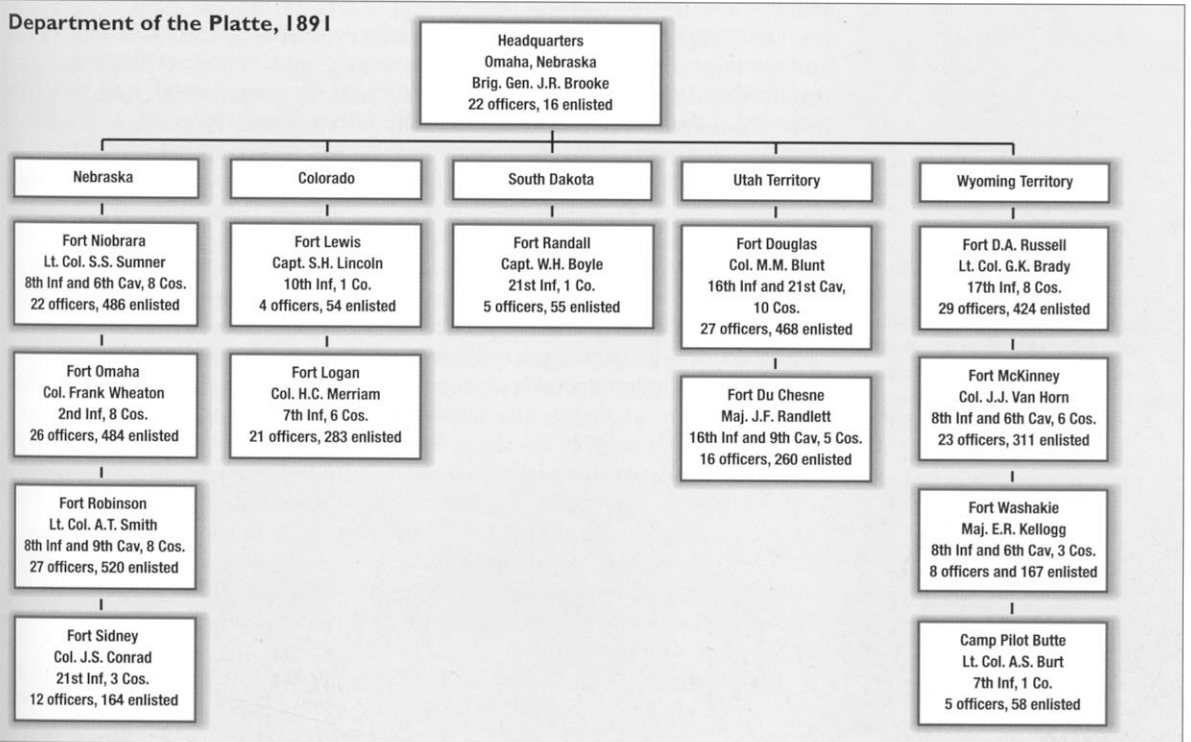 Department of the Platte, 1891
Headquarters
Omaha, Nebraska
Brig. Gen. J.R. Brooke
22 officers, 16 enlisted
Nebraska
Fort Niobrara
Lt. Col. S.S. Sumner
8th Inf and 6th Cav, 8 Cos.
22 officers, 486 enlisted
Fort Omaha
Col. Frank Wheaton
2nd Inf, 8 Cos.
26 officers, 484 enlisted
Fort Robinson
Lt. Col. A.T. Smith
8th Inf and 9th Cav, 8 Cos.
27 officers, 520 enlisted
Fort Sidney
Col. J.S. Conrad
21st Inf, 3 Cos.
12 officers, 164 enlisted
Colorado
Fort Lewis
Capt. S.H. Lincoln
10th Inf, 1 Co.
4 officers, 54 enlisted
Fort Logan
Col. H.C. Merriam
7th Inf, 6 Cos.
21 officers, 283 enlisted
South Dakota
Fort Randall
Capt. W.H. Boyle
21st Inf, 1 Co.
5 officers, 55 enlisted
Utah Territory
Fort Douglas
Col. M.M. Blunt
16th Inf and 21st Cav,
10 Cos.
27 officers, 468 enlisted
Fort Du Chesne
Maj. J.F. Randlett
16th Inf and 9th Cav, 5 Cos.
16 officers, 260 enlisted
Wyoming Territory
Fort D.A. Russell
Lt. Col. G.K. Brady
17th Inf, 8 Cos.
29 officers, 424 enlisted
Fort McKinney
Col. J.J. Van Horn
8th Inf and 6th Cav, 6 Cos.
23 officers, 311 enlisted
Fort Washakie
Maj. E.R. Kellogg
8th Inf and 6th Cav, 3 Cos.
8 officers and 167 enlisted
Camp Pilot Butte
Lt. Col. A.S. Burt
7th Inf, 1 Co.
5 officers, 58 enlisted